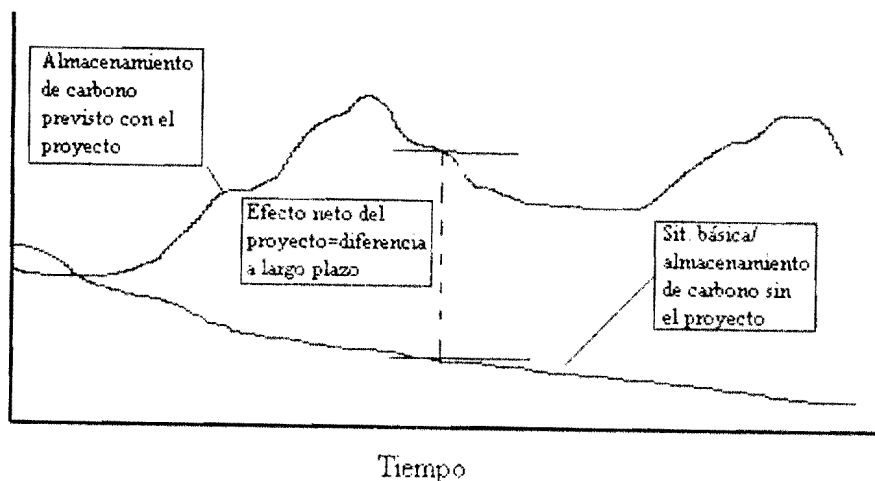 Almacenamiento
de carbono
previsto con el
proyecto
Efecto neto del
proyecto=diferencia
a largo plazo
Sit. básica/
almacenamiento
de carbono sin
el proyecto
Tiempo